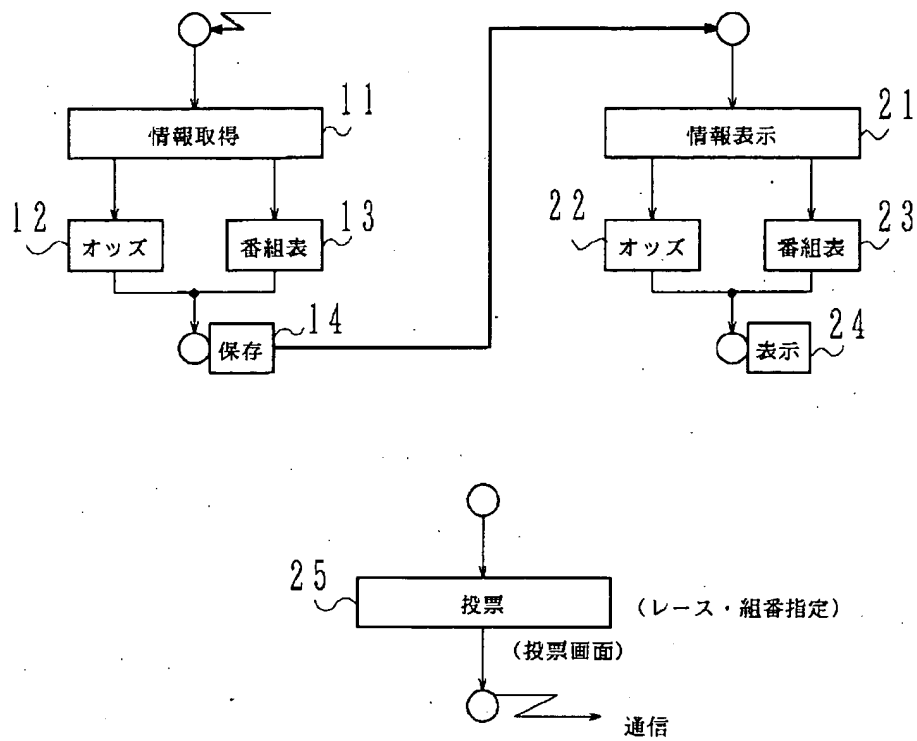 11
情報取得
12
オッズ
13
番組表
14
保存
21
情報表示
22
オッズ
23
番組表
24
表示
25
投票
(レース・組番指定)
(投票画面)
通信